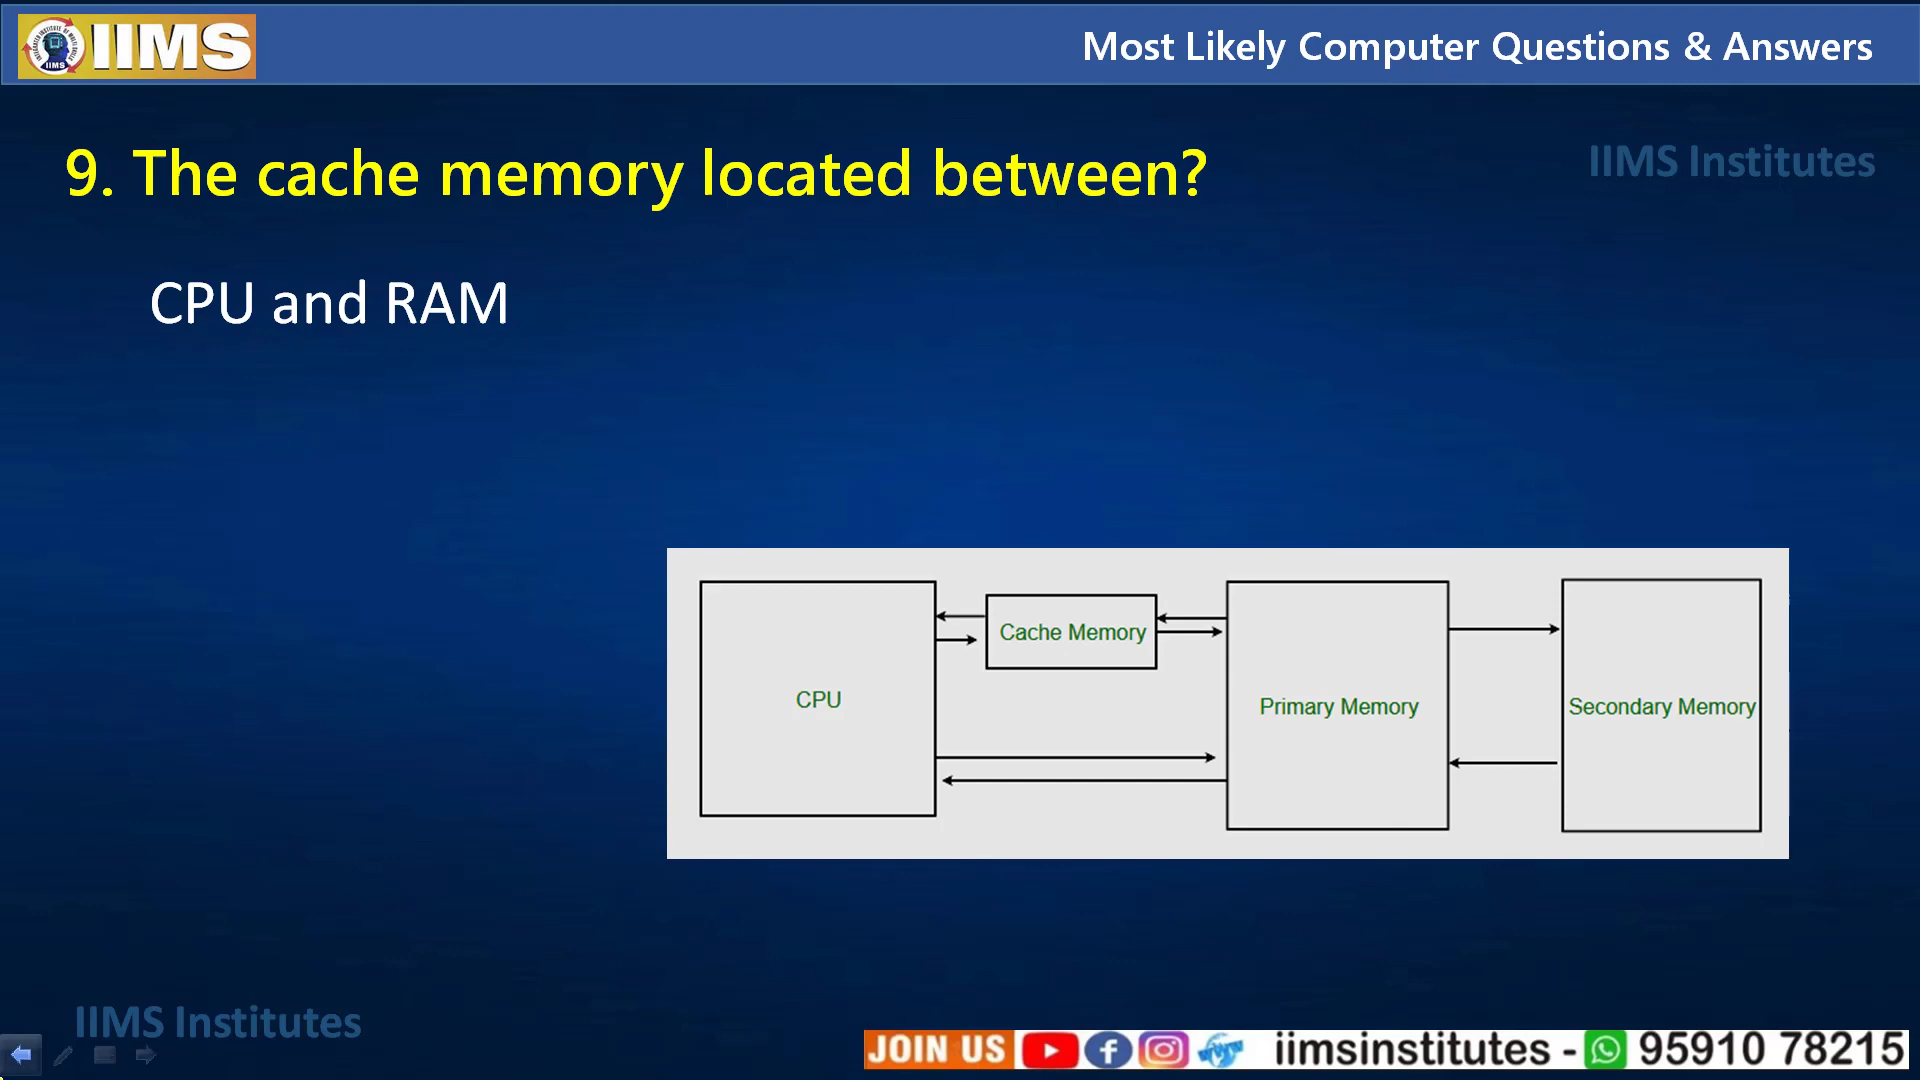 IIMS
Most Likely Computer Questions & Answers
9. The cache memory located between?
IIMS Institutes
CPU and RAM
Cache Memory
CPU
Primary Memory
Secondary Memory
IIMS Institutes
JOIN US
iimsinstitutes - 95910 78215